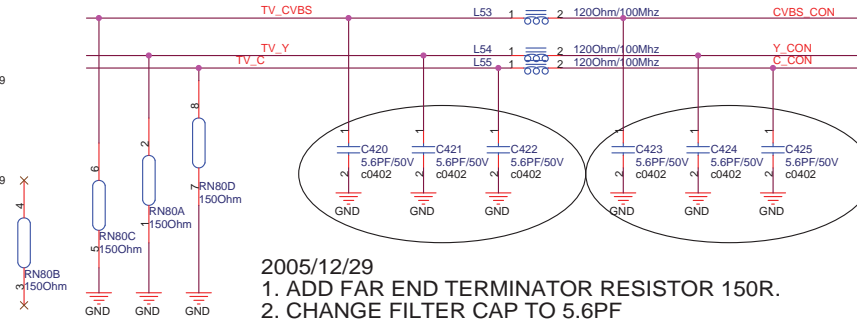 TV_CVBS L53 1 2 120Ohm/100Mhz CVBS_CON
TV_Y L54 1 2 120Ohm/100Mhz Y_CON
TV_C L55 1 2 120Ohm/100Mhz C_CON
9
9
4
RN80B
3 150Ohm
6
RN80C
5 150Ohm
GND
2
RN80A
1 150Ohm
GND
8
7 RN80D
150Ohm
GND
1
C420
5.6PF/50V
2 c0402
GND
1
C421
5.6PF/50V
2 c0402
GND
1
C422
5.6PF/50V
2 c0402
GND
1
C423
5.6PF/50V
2 c0402
GND
1
C424
5.6PF/50V
2 c0402
GND
1
C425
5.6PF/50V
2 c0402
GND
2005/12/29
1. ADD FAR END TERMINATOR RESISTOR 150R.
2. CHANGE FILTER CAP TO 5.6PF